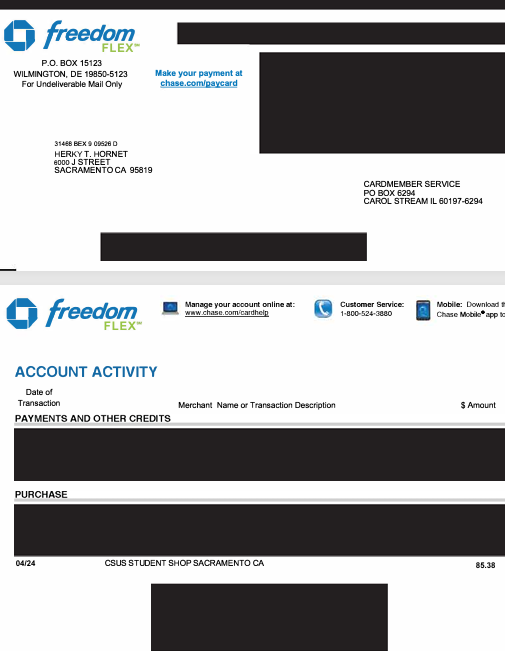 freedom
FLEX℠
P.O. BOX 15123
WILMINGTON, DE 19850-5123
For Undeliverable Mail Only
Make your payment at
chase.com/paycard
31468 BEX 9 09526 D
HERKY T. HORNET
6000 J STREET
SACRAMENTO CA 95819
CARDMEMBER SERVICE
PO BOX 6294
CAROL STREAM IL 60197-6294
freedom
FLEX℠
Manage your account online at:
www.chase.com/cardhelp
Customer Service:
1-800-524-3880
Mobile: Download th
Chase Mobile® app to
ACCOUNT ACTIVITY
Date of
Transaction
Merchant Name or Transaction Description
$ Amount
PAYMENTS AND OTHER CREDITS
PURCHASE
04/24 CSUS STUDENT SHOP SACRAMENTO CA 85.38